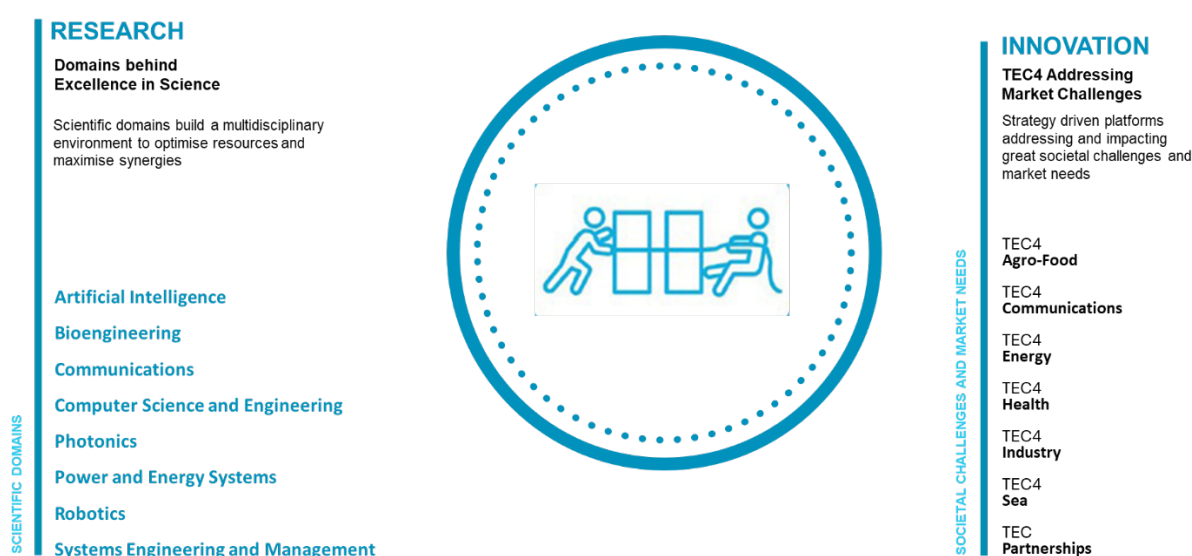 RESEARCH
Domains behind
Excellence in Science
Scientific domains build a multidisciplinary
environment to optimise resources and
maximise synergies
SCIENTIFIC DOMAINS
Artificial Intelligence
Bioengineering
Communications
Computer Science and Engineering
Photonics
Power and Energy Systems
Robotics
Systems Engineering and Management
INNOVATION
TEC4 Addressing
Market Challenges
Strategy driven platforms
addressing and impacting
great societal challenges and
market needs
SOCIETAL CHALLENGES AND MARKET NEEDS
TEC4
Agro-Food
TEC4
Communications
TEC4
Energy
TEC4
Health
TEC4
Industry
TEC4
Sea
TEC
Partnerships